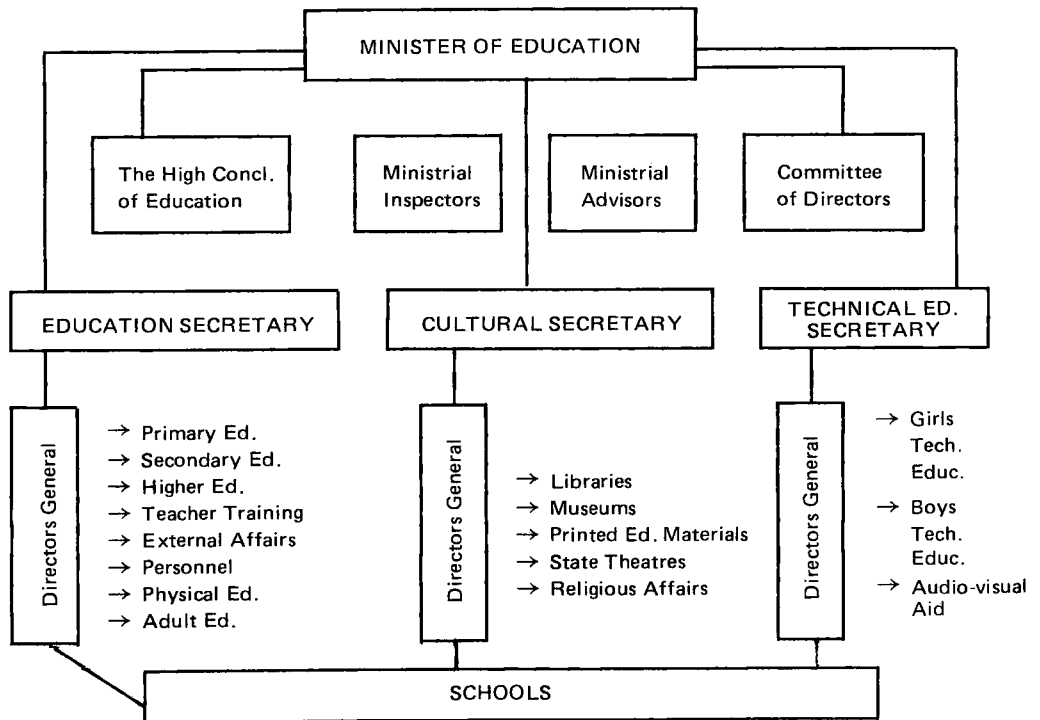 MINISTER OF EDUCATION
The High Concl.
of Education
Ministrial
Inspectors
Ministrial
Advisors
Committee
of Directors
EDUCATION SECRETARY
CULTURAL SECRETARY
TECHNICAL ED.
SECRETARY
Directors General
→ Primary Ed.
→ Secondary Ed.
→ Higher Ed.
→ Teacher Training
→ External Affairs
→ Personnel
→ Physical Ed.
→ Adult Ed.
Directors General
→ Libraries
→ Museums
→ Printed Ed. Materials
→ State Theatres
→ Religious Affairs
Directors General
→ Girls
Tech.
Educ.
→ Boys
Tech.
Educ.
→ Audio-visual
Aid
SCHOOLS